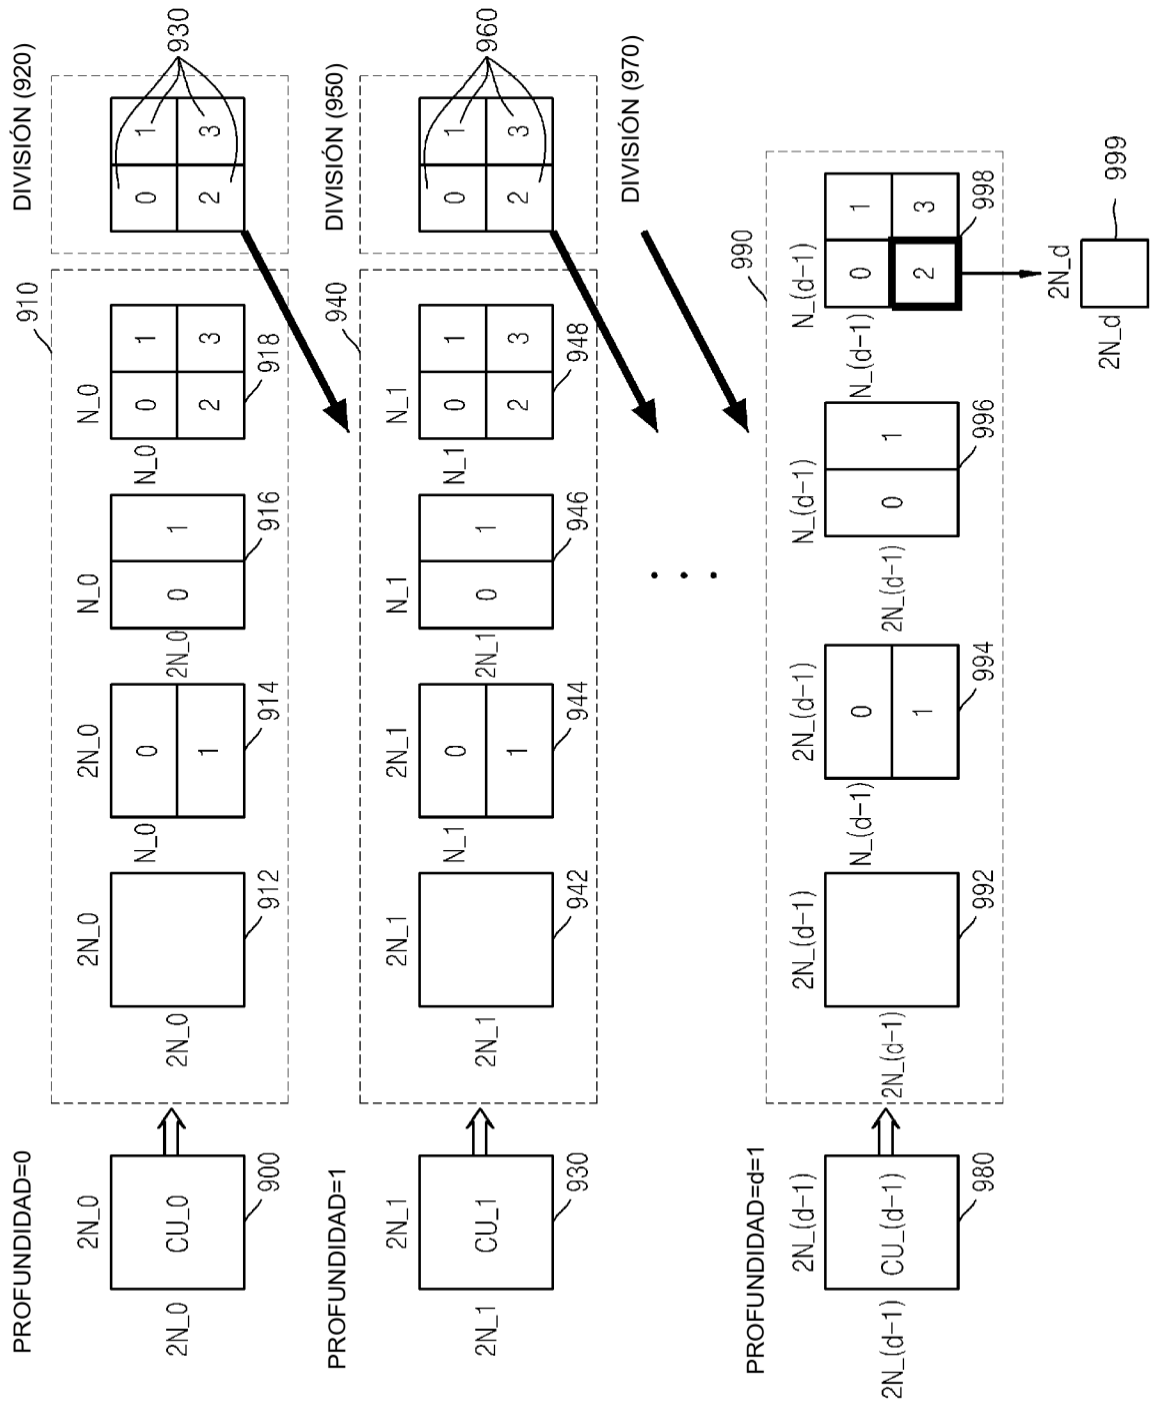 PROFUNDIDAD=0
2N_0
2N_0
CU_0
900
910
2N_0
2N_0
912
2N_0
N_0
0
1
914
N_0
2N_0
0
1
916
N_0
N_0
0
1
2
3
918
DIVISIÓN (920)
0
1
2
3
930
PROFUNDIDAD=1
2N_1
2N_1
CU_1
930
940
2N_1
2N_1
942
2N_1
N_1
0
1
944
N_1
2N_1
0
1
946
N_1
N_1
0
1
2
3
948
DIVISIÓN (950)
0
1
2
3
960
DIVISIÓN (970)
PROFUNDIDAD=d=1
2N_(d-1)
2N_(d-1)
CU_(d-1)
980
990
2N_(d-1)
2N_(d-1)
992
2N_(d-1)
N_(d-1)
0
1
994
N_(d-1)
2N_(d-1)
0
1
996
N_(d-1)
N_(d-1)
0
1
2
3
998
2N_d
2N_d
999